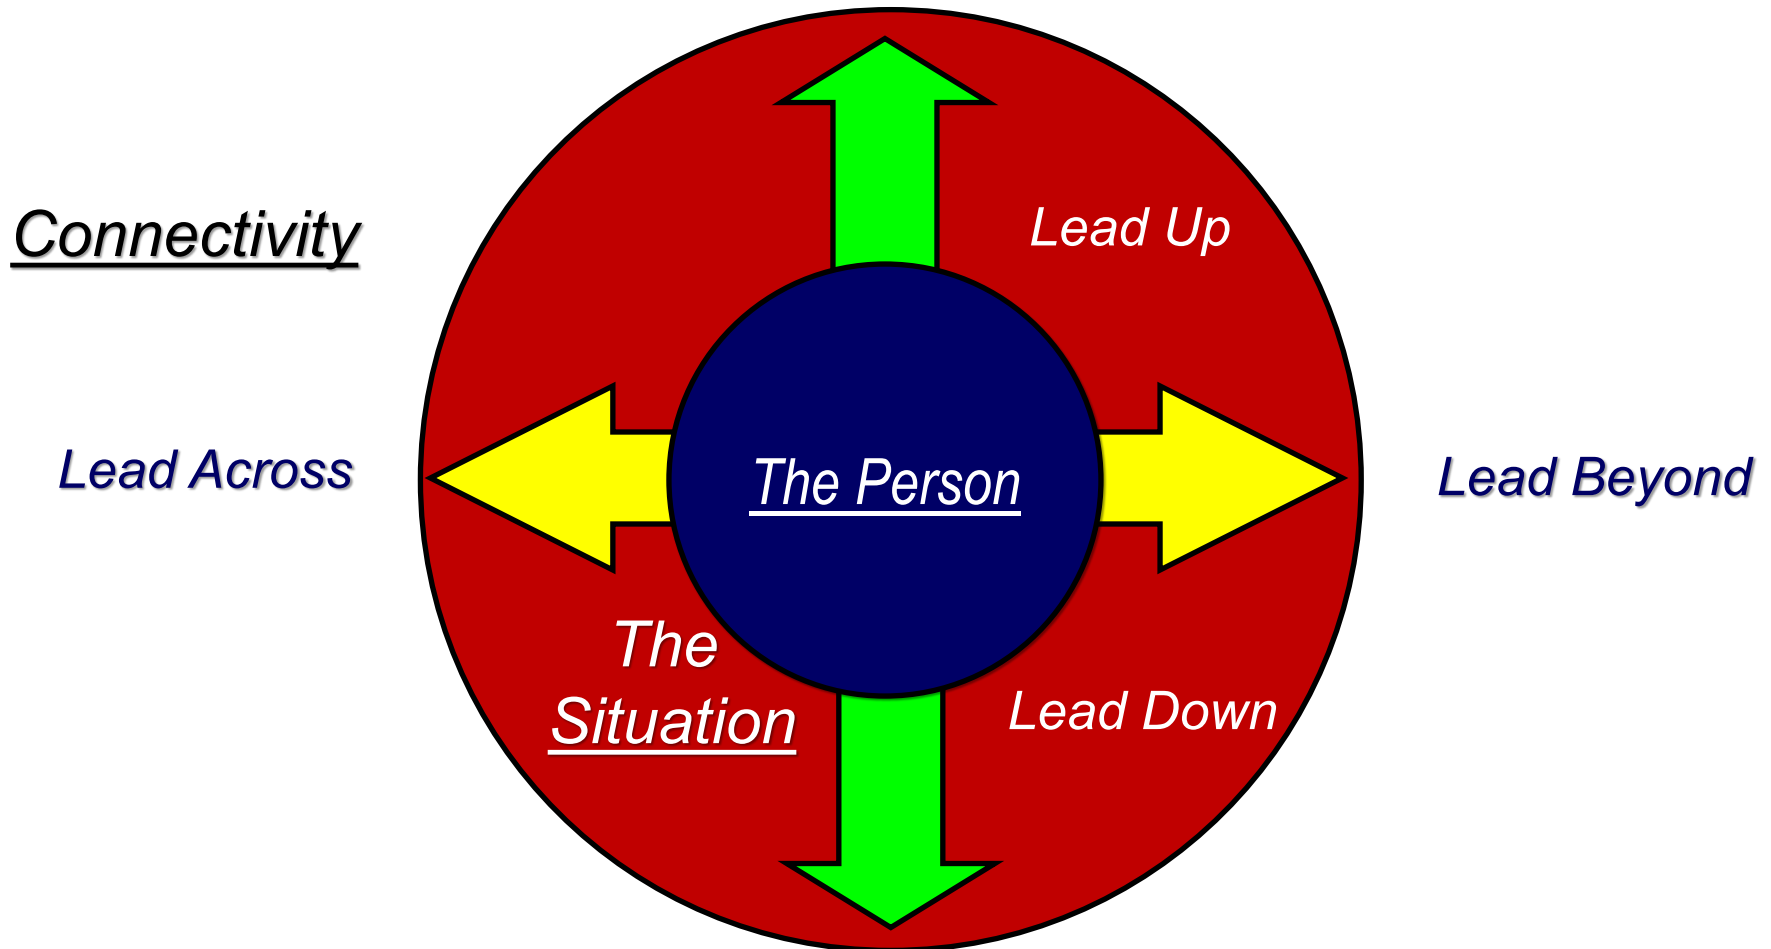 Connectivity
Lead Up
Lead Across
The Person
Lead Beyond
The
Situation
Lead Down